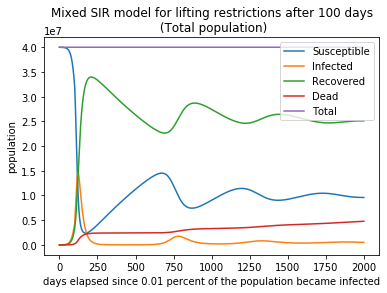 Mixed SIR model for lifting restrictions after 100 days
(Total population)
1e7
Susceptible
Infected
Recovered
Dead
Total
4.0
3.5
3.0
2.5
2.0
1.5
1.0
0.5
0.0
population
0 250 500 750 1000 1250 1500 1750 2000
days elapsed since 0.01 percent of the population became infected